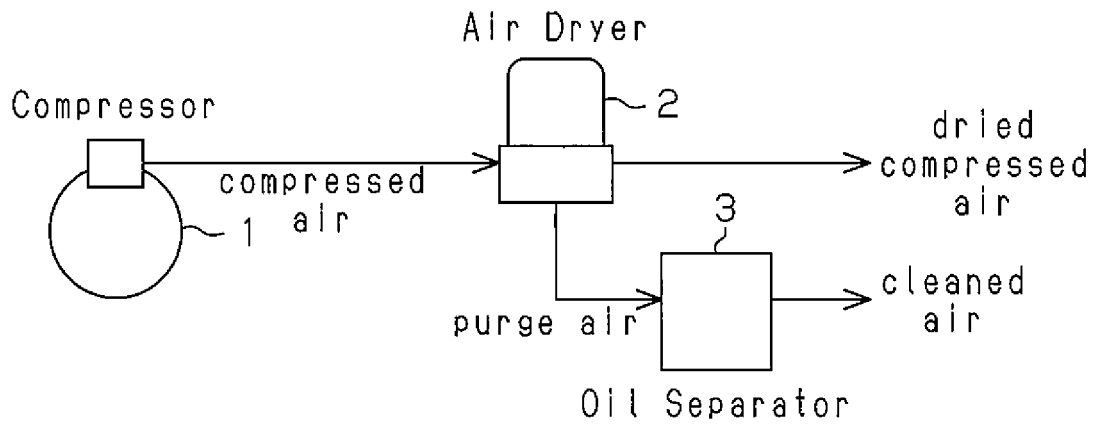 Air Dryer
2
Compressor
dried
compressed
air
compressed
air
1
3
cleaned
air
purge air
Oil Separator